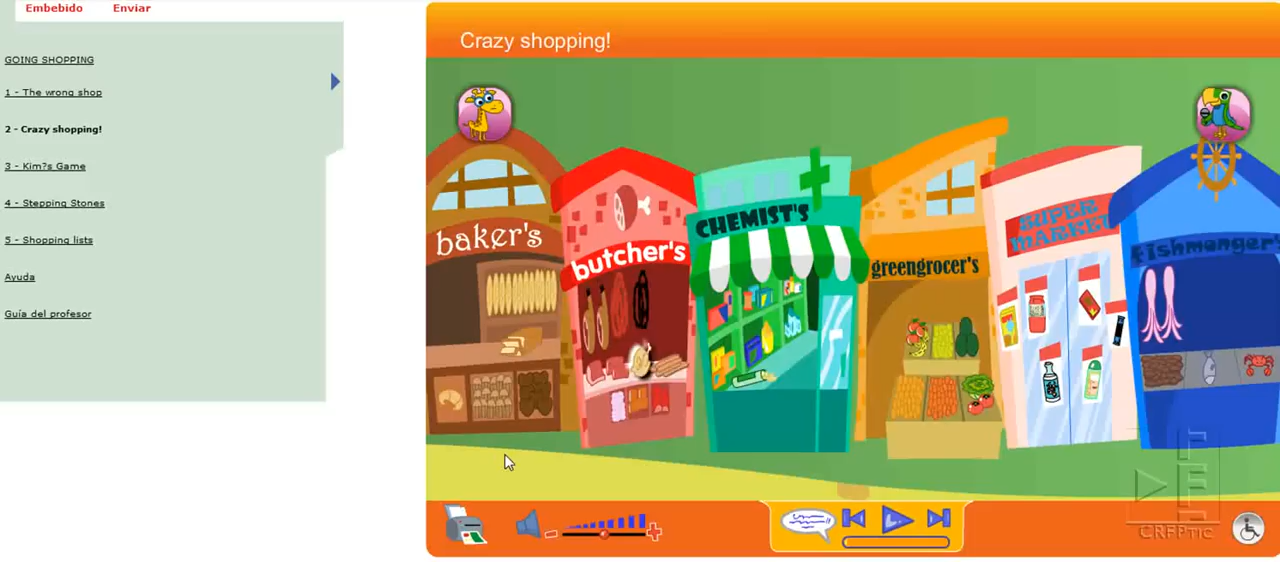 Embebido Enviar
GOING SHOPPING
1 - The wrong shop
2 - Crazy shopping!
3 - Kim?s Game
4 - Stepping Stones
5 - Shopping lists
Ayuda
Guía del profesor
Crazy shopping!
baker's
butcher's
CHEMIST'S
greengrocer's
SUPER
MARKET
fishmonger's
CRFPTIC